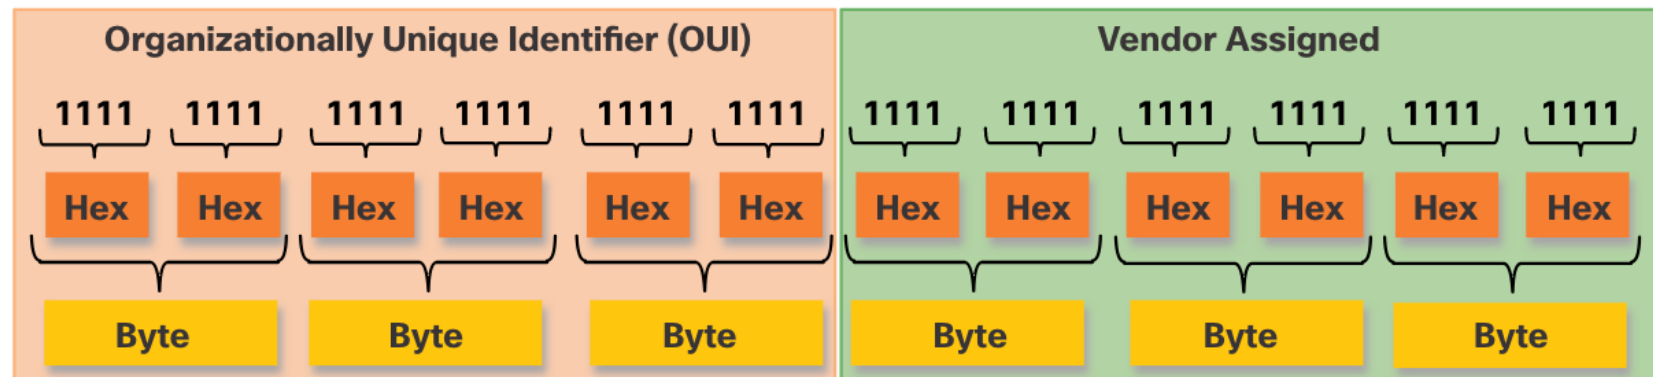 Organizationally Unique Identifier (OUI) Vendor Assigned
1111 1111 1111 1111 1111 1111 1111 1111 1111 1111 1111 1111
Hex Hex Hex Hex Hex Hex Hex Hex Hex Hex Hex Hex
Byte Byte Byte Byte Byte Byte